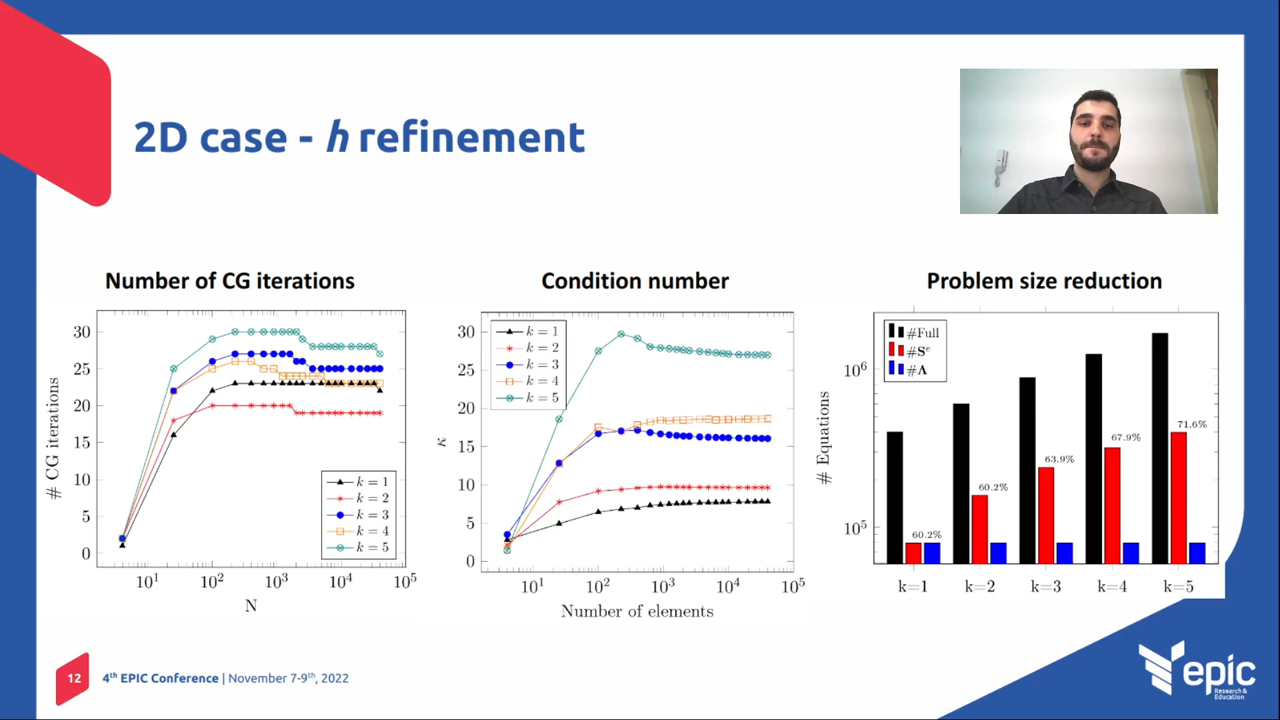 2D case - h refinement
Number of CG iterations
# CG iterations
30
25
20
15
10
5
0
k = 1
k = 2
k = 3
k = 4
k = 5
10¹ 10² 10³ 10⁴ 10⁵
N
Condition number
κ
30
25
20
15
10
5
0
k = 1
k = 2
k = 3
k = 4
k = 5
10¹ 10² 10³ 10⁴ 10⁵
Number of elements
Problem size reduction
# Equations
10⁶
10⁵
#Full
#Sᵉ
#Λ
60.2%
60.2%
63.9%
67.9%
71.6%
k=1 k=2 k=3 k=4 k=5
12
4th EPIC Conference | November 7-9th, 2022
epic
Research &
Education